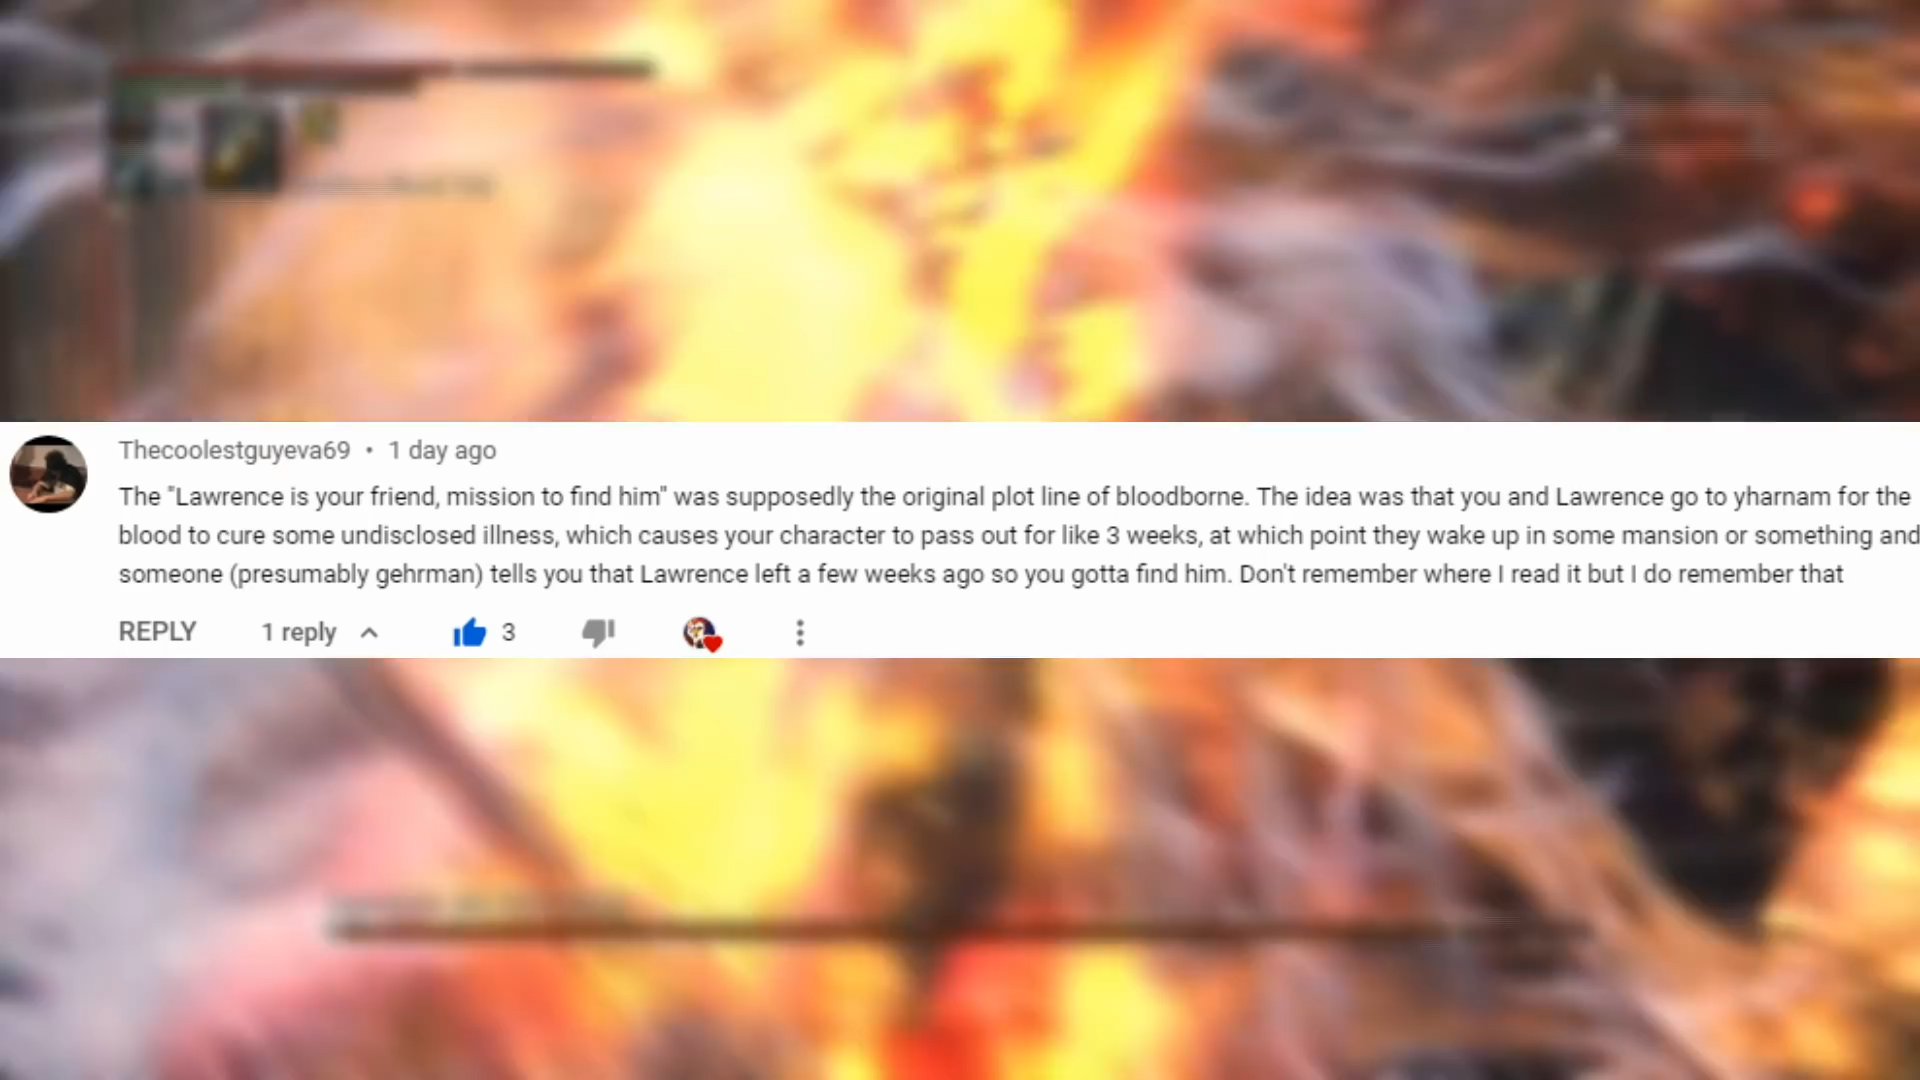 Thecoolestguyeva69 • 1 day ago
The "Lawrence is your friend, mission to find him" was supposedly the original plot line of bloodborne. The idea was that you and Lawrence go to yharnam for the
blood to cure some undisclosed illness, which causes your character to pass out for like 3 weeks, at which point they wake up in some mansion or something and
someone (presumably gehrman) tells you that Lawrence left a few weeks ago so you gotta find him. Don't remember where I read it but I do remember that
REPLY 1 reply 3